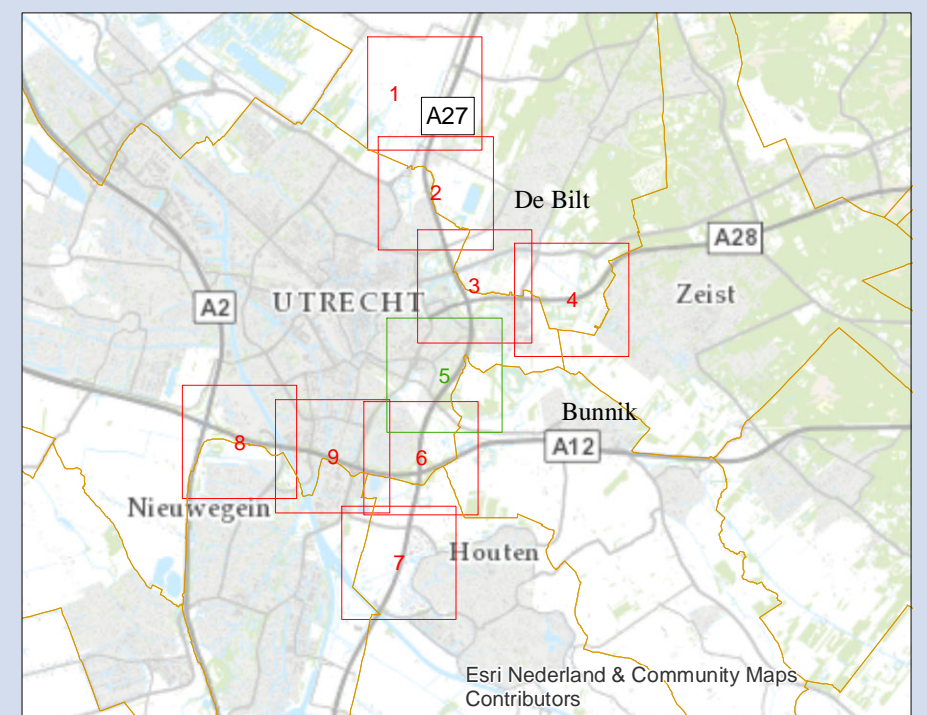 1
A27
2
De Bilt
A28
3
4
Zeist
A2
UTRECHT
5
Bunnik
8
9
6
A12
Nieuwegein
Houten
7
Esri Nederland & Community Maps
Contributors